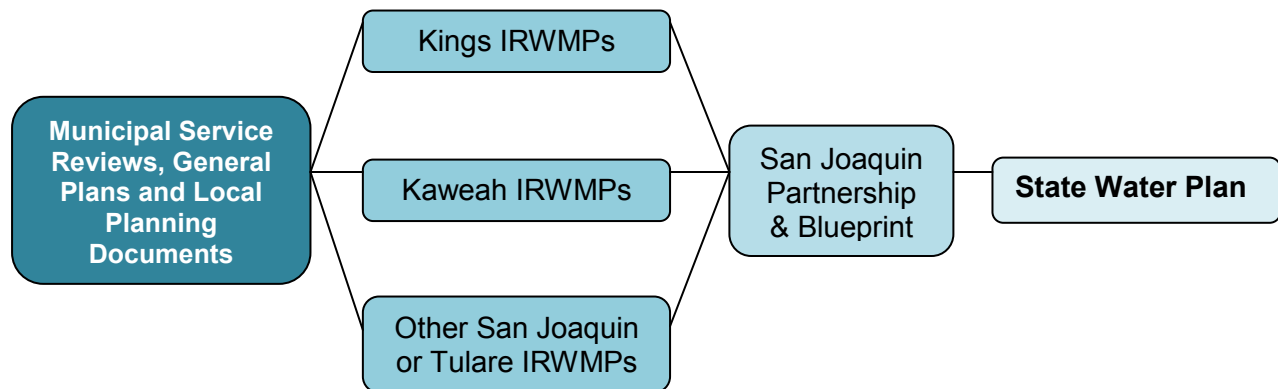 Municipal Service
Reviews, General
Plans and Local
Planning
Documents
Kings IRWMPs
Kaweah IRWMPs
Other San Joaquin
or Tulare IRWMPs
San Joaquin
Partnership
& Blueprint
State Water Plan